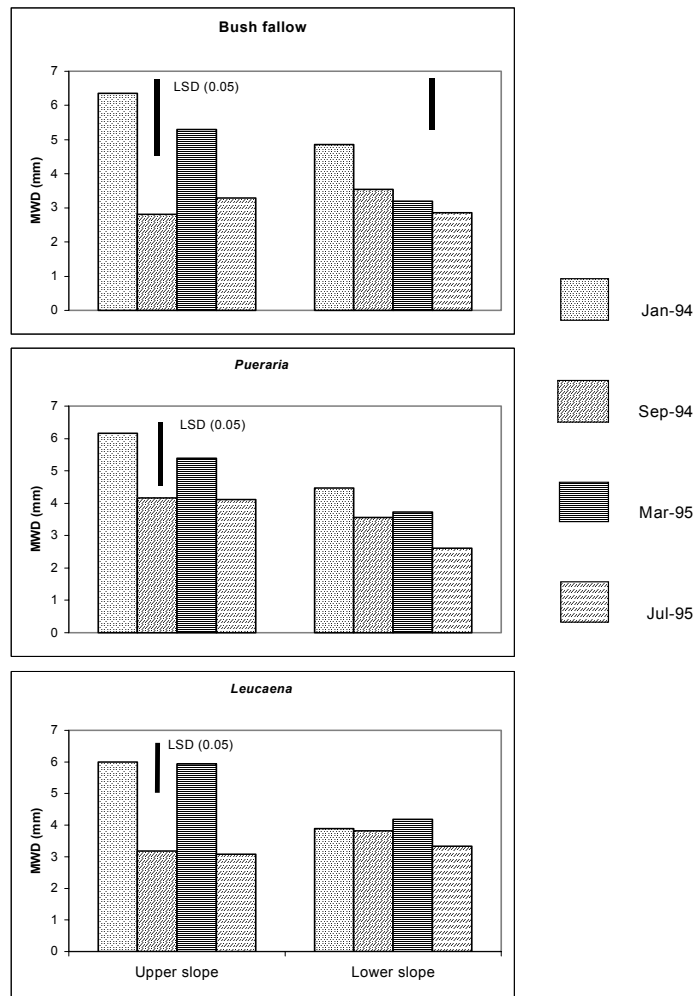 Bush fallow
7
6
5
4
3
2
1
0
MWD (mm)
LSD (0.05)
Pueraria
7
6
5
4
3
2
1
0
MWD (mm)
LSD (0.05)
Leucaena
7
6
5
4
3
2
1
0
MWD (mm)
LSD (0.05)
Upper slope Lower slope
Jan-94
Sep-94
Mar-95
Jul-95